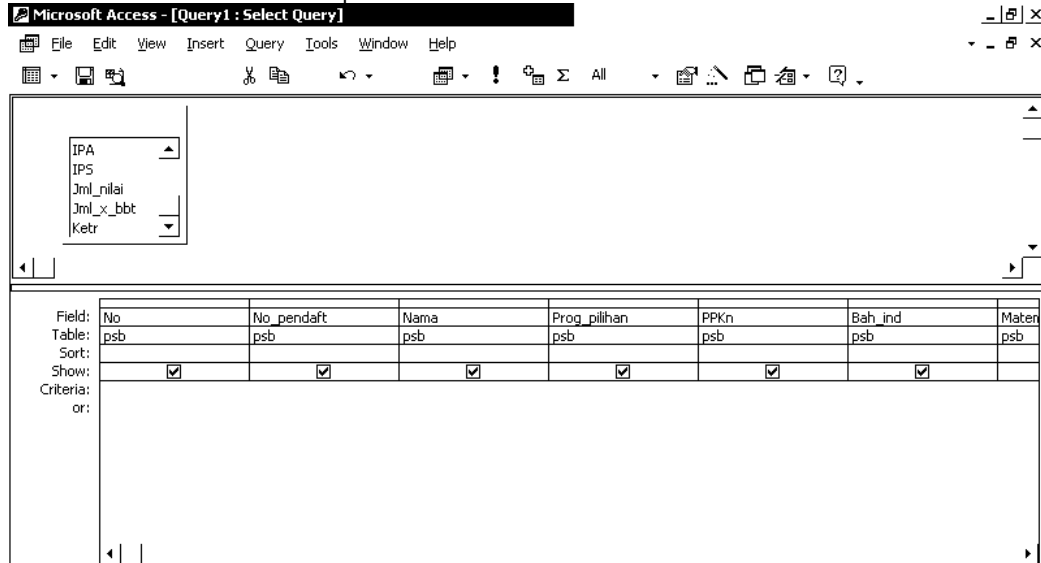 Microsoft Access - [Query1 : Select Query]
File Edit View Insert Query Tools Window Help
All
IPA
IPS
Jml_nilai
Jml_x_bbt
Ketr
Field: No No_pendaft Nama Prog_pilihan PPKn Bah_ind Maten
Table: psb psb psb psb psb psb psb
Sort:
Show:
Criteria:
or: